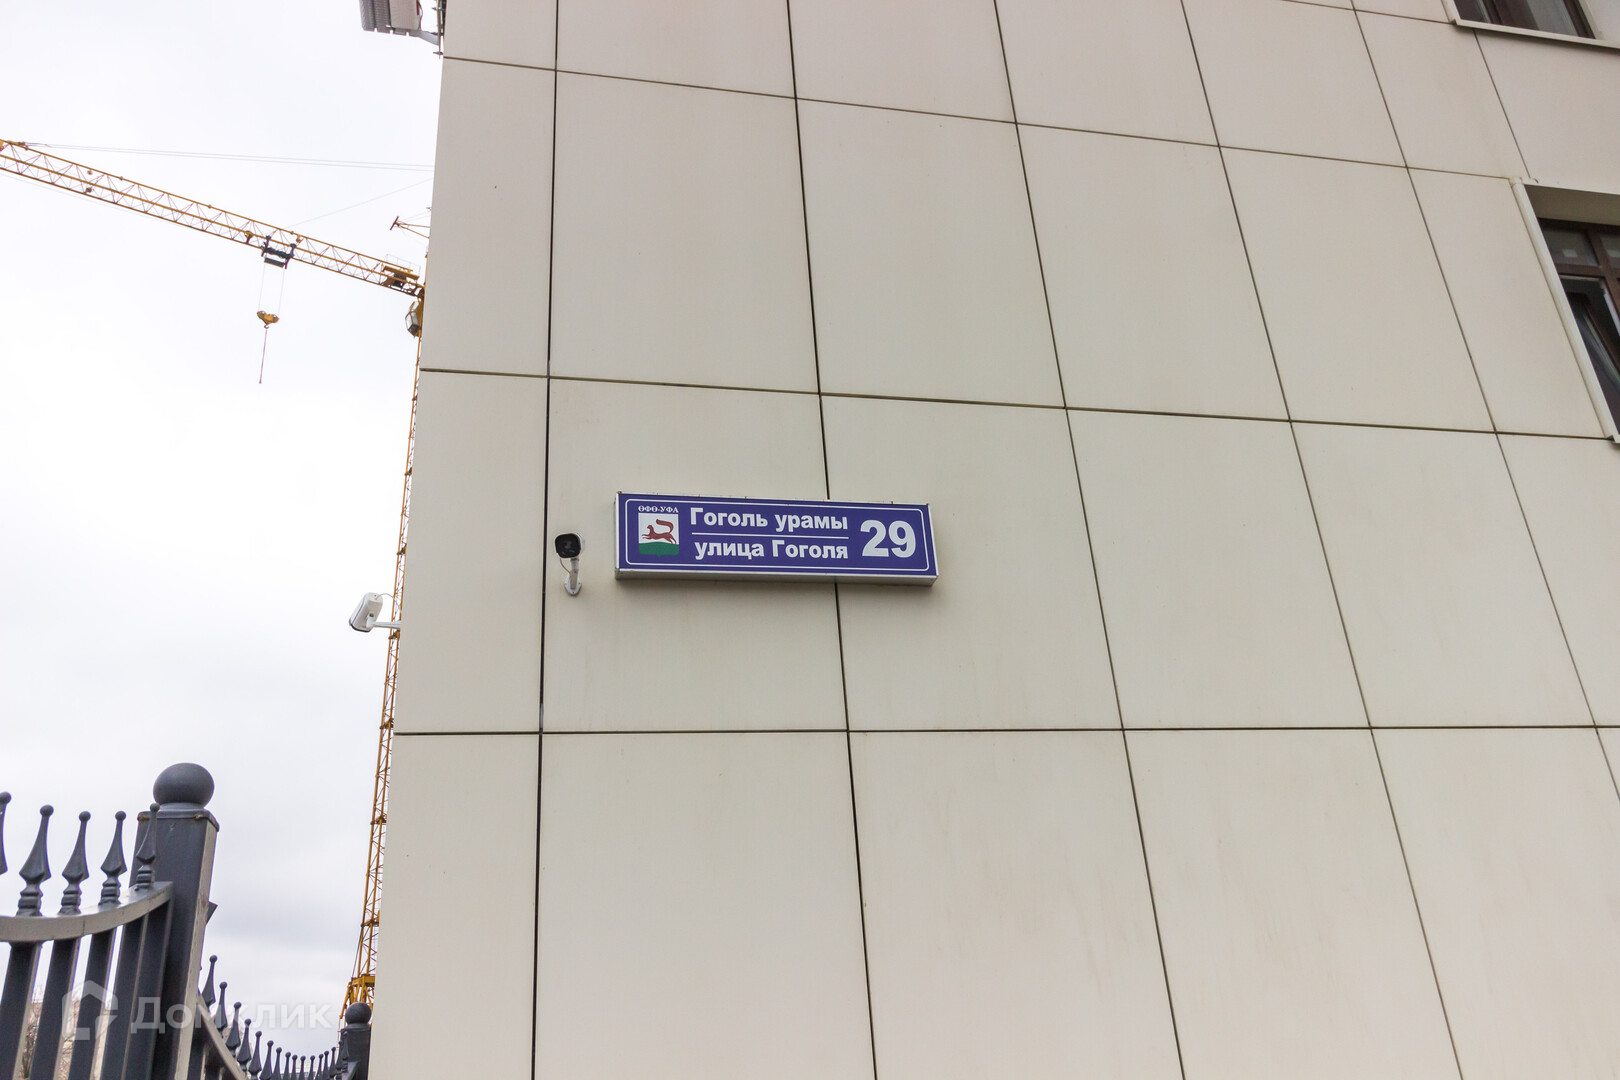 ӨФӨ-УФА
Гоголь урамы
улица Гоголя
29
Домклик